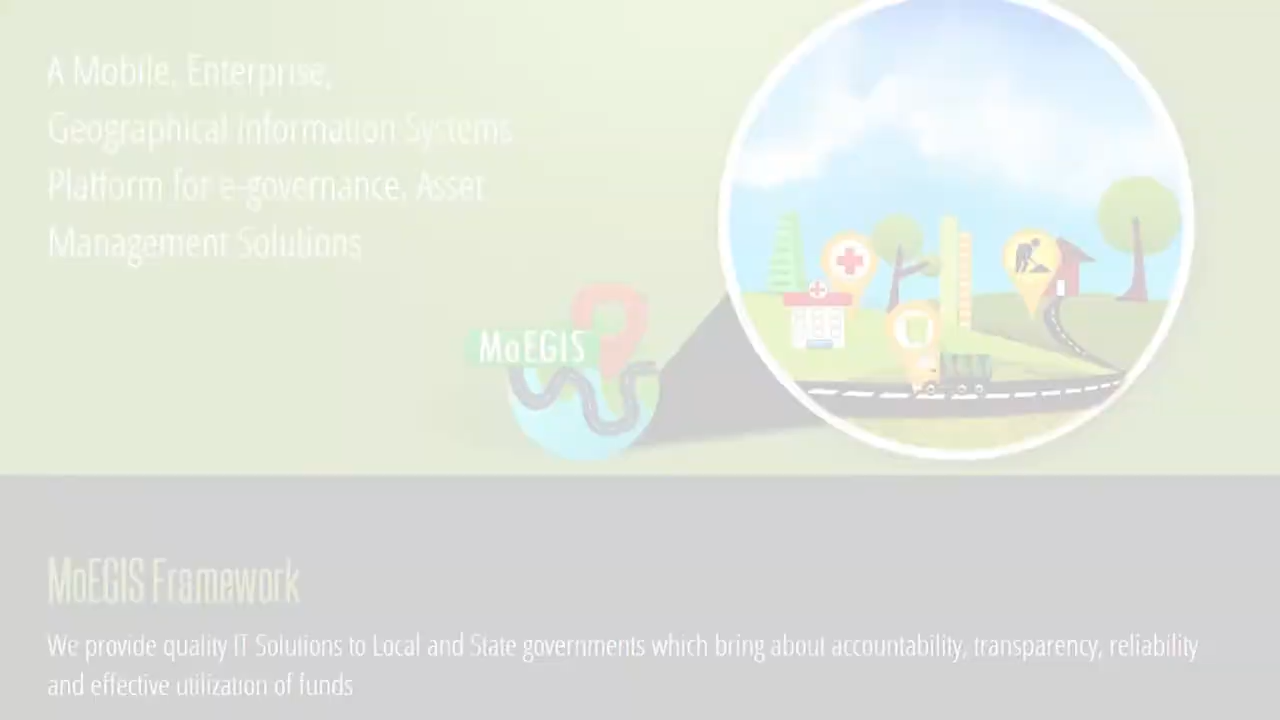 A Mobile, Enterprise,
Geographical Information Systems
Platform for e-governance, Asset
Management Solutions
MoEGIS
MoEGIS Framework
We provide quality IT Solutions to Local and State governments which bring about accountability, transparency, reliability
and effective utilization of funds